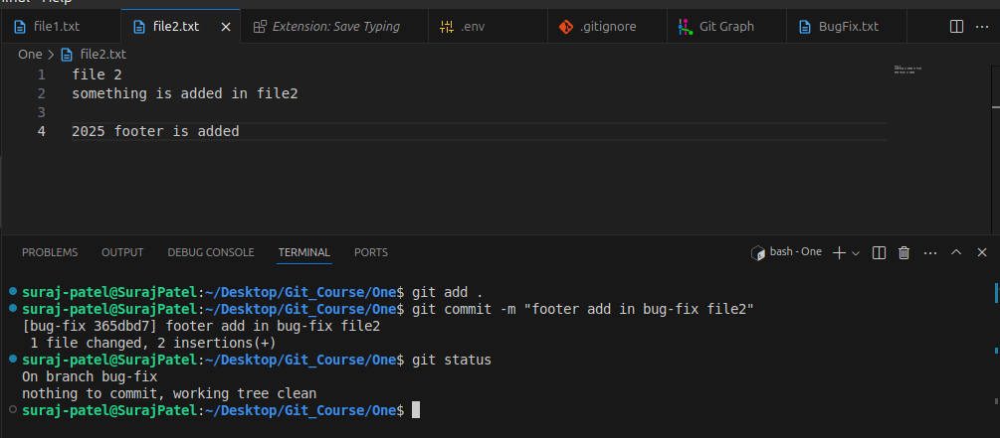 Help
file1.txt
file2.txt
Extension: Save Typing
.env
.gitignore
Git Graph
BugFix.txt
One > file2.txt
1 file 2
2 something is added in file2
3
4 2025 footer is added
PROBLEMS OUTPUT DEBUG CONSOLE TERMINAL PORTS
bash - One
suraj-patel@SurajPatel:~/Desktop/Git_Course/One$ git add .
suraj-patel@SurajPatel:~/Desktop/Git_Course/One$ git commit -m "footer add in bug-fix file2"
[bug-fix 365dbd7] footer add in bug-fix file2
1 file changed, 2 insertions(+)
suraj-patel@SurajPatel:~/Desktop/Git_Course/One$ git status
On branch bug-fix
nothing to commit, working tree clean
suraj-patel@SurajPatel:~/Desktop/Git_Course/One$